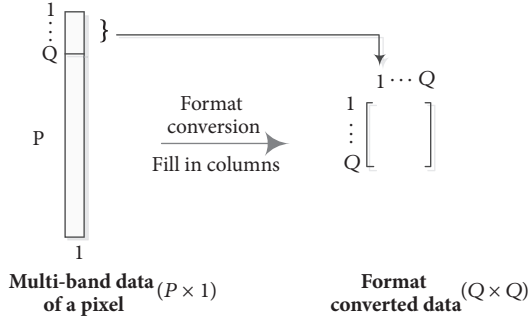 1
⋮
Q
}
P
1
Multi-band data (P × 1)
of a pixel
Format
conversion
Fill in columns
1 ⋯ Q
1
⋮
Q
Format
converted data (Q × Q)